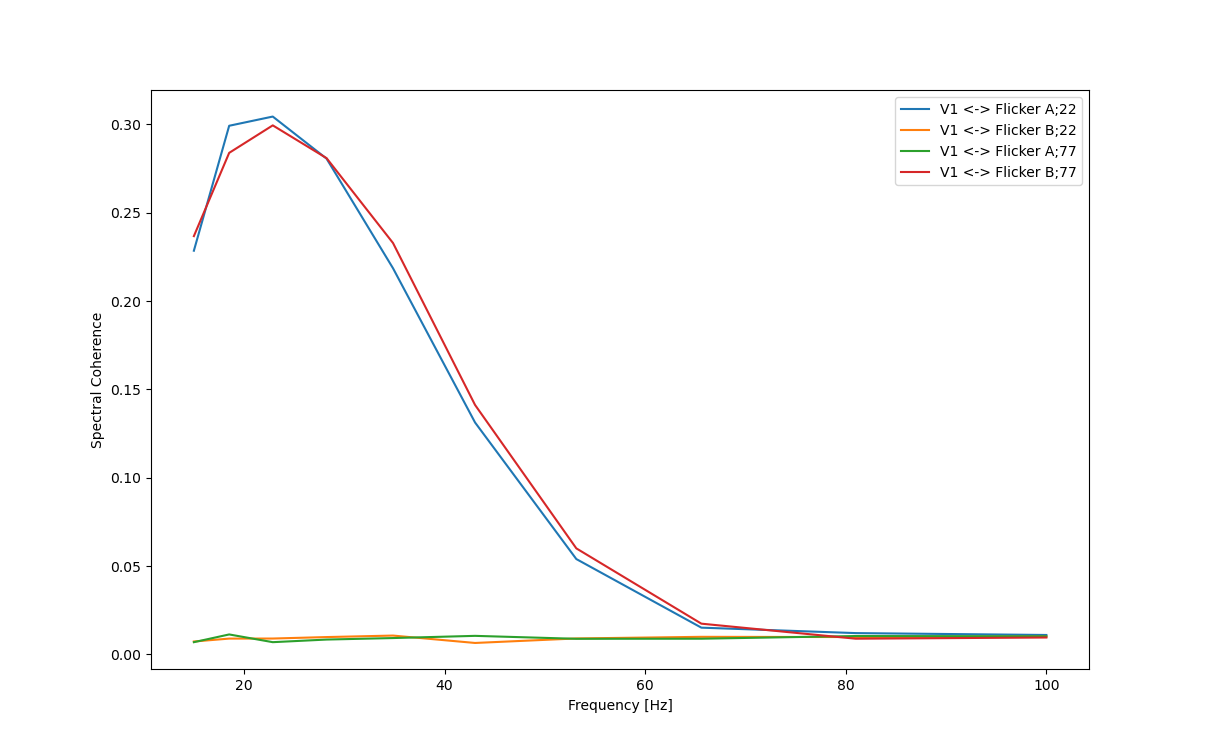 0.30
0.25
0.20
0.15
0.10
0.05
0.00
Spectral Coherence
20 40 60 80 100
Frequency [Hz]
V1 <-> Flicker A;22
V1 <-> Flicker B;22
V1 <-> Flicker A;77
V1 <-> Flicker B;77